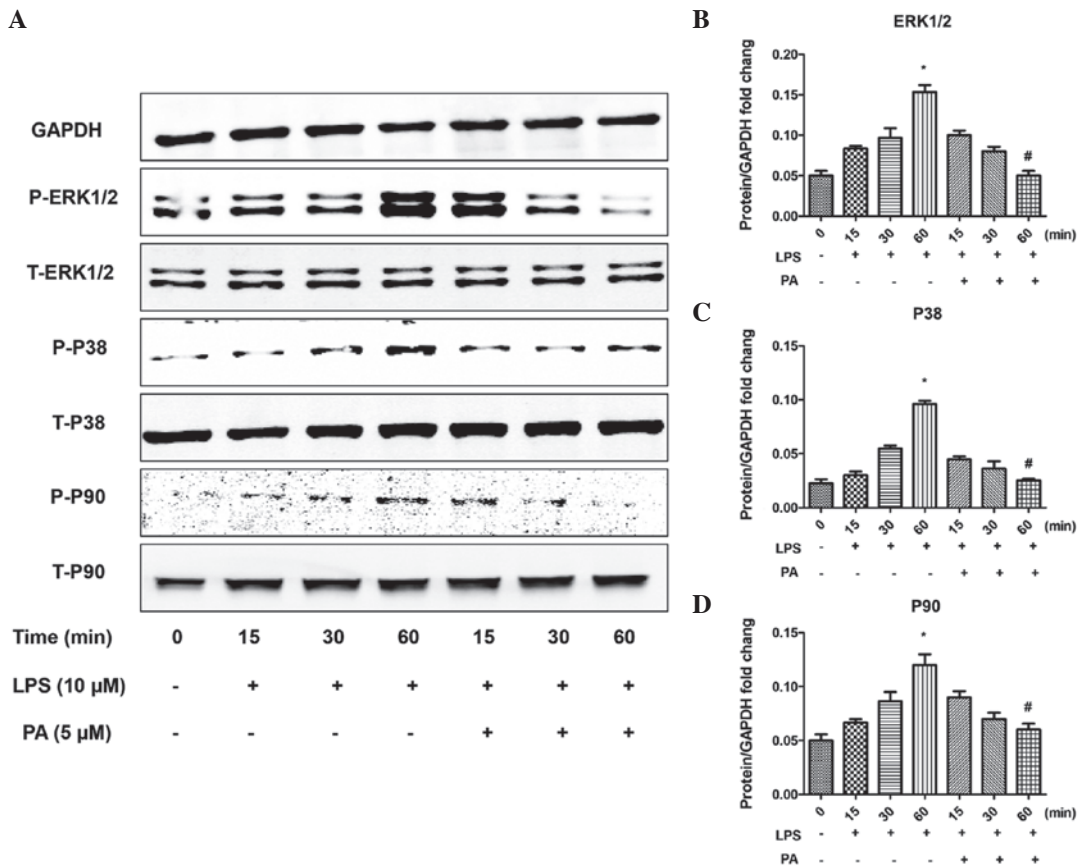 A
GAPDH
P-ERK1/2
T-ERK1/2
P-P38
T-P38
P-P90
T-P90
Time (min) 0 15 30 60 15 30 60
LPS (10 µM) - + + + + + +
PA (5 µM) - - - - + + +
B
ERK1/2
Protein/GAPDH fold chang
0.20
0.15
0.10
0.05
0.00
*
#
0 15 30 60 15 30 60 (min)
LPS - + + + + + +
PA - - - - + + +
C
P38
Protein/GAPDH fold chang
0.15
0.10
0.05
0.00
*
#
0 15 30 60 15 30 60 (min)
LPS - + + + + + +
PA - - - - + + +
D
P90
Protein/GAPDH fold chang
0.15
0.10
0.05
0.00
*
#
0 15 30 60 15 30 60 (min)
LPS - + + + + + +
PA - - - - + + +